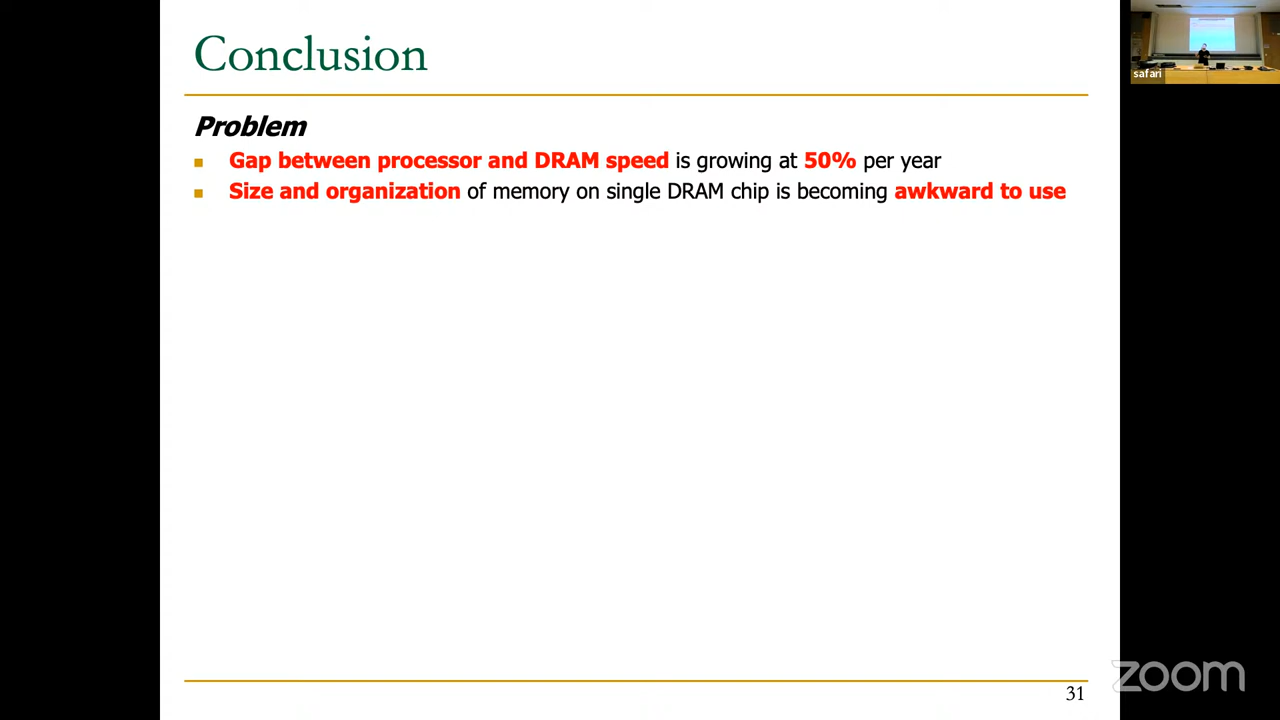 Conclusion
safari
Problem
Gap between processor and DRAM speed is growing at 50% per year
Size and organization of memory on single DRAM chip is becoming awkward to use
31
zoom